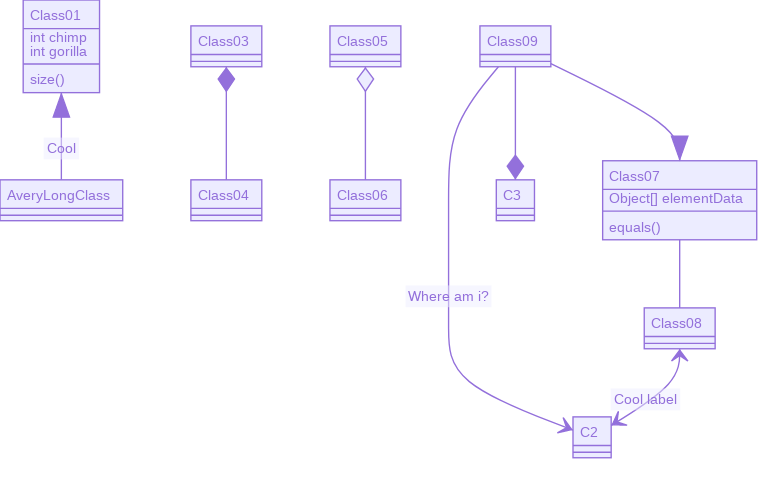 Class01
int chimp
int gorilla
size()
Class03
Class05
Class09
Cool
AveryLongClass
Class04
Class06
C3
Class07
Object[] elementData
equals()
Where am i?
Class08
Cool label
C2